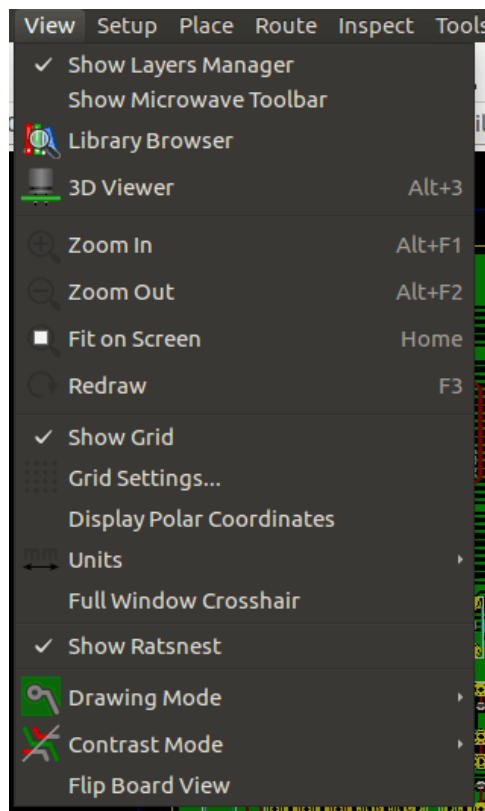 View Setup Place Route Inspect Tools
Show Layers Manager
Show Microwave Toolbar
Library Browser
3D Viewer Alt+3
Zoom In Alt+F1
Zoom Out Alt+F2
Fit on Screen Home
Redraw F3
Show Grid
Grid Settings...
Display Polar Coordinates
mm Units
Full Window Crosshair
Show Ratsnest
Drawing Mode
Contrast Mode
Flip Board View